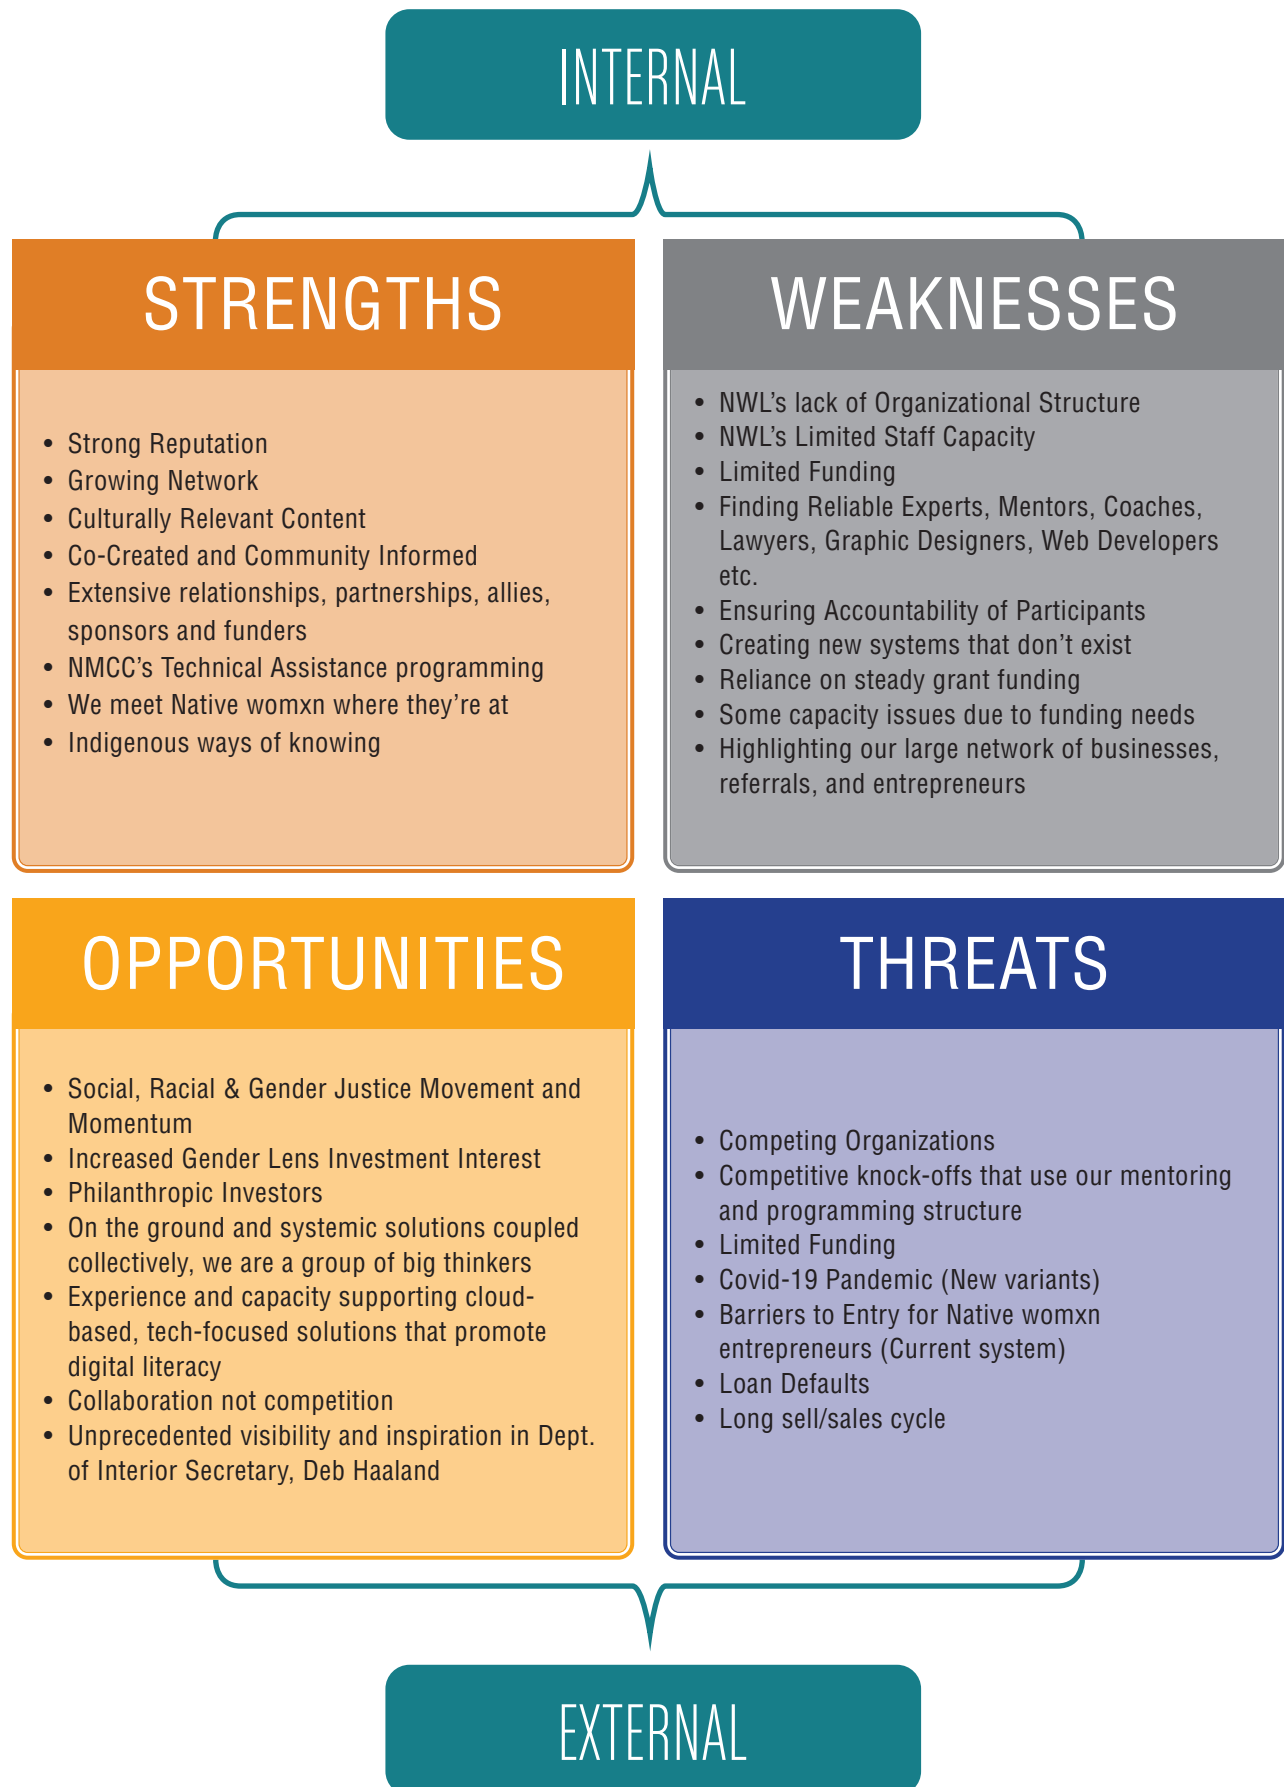 INTERNAL
STRENGTHS
• Strong Reputation
• Growing Network
• Culturally Relevant Content
• Co-Created and Community Informed
• Extensive relationships, partnerships, allies,
sponsors and funders
• NMCC’s Technical Assistance programming
• We meet Native womxn where they’re at
• Indigenous ways of knowing
WEAKNESSES
• NWL’s lack of Organizational Structure
• NWL’s Limited Staff Capacity
• Limited Funding
• Finding Reliable Experts, Mentors, Coaches,
Lawyers, Graphic Designers, Web Developers
etc.
• Ensuring Accountability of Participants
• Creating new systems that don’t exist
• Reliance on steady grant funding
• Some capacity issues due to funding needs
• Highlighting our large network of businesses,
referrals, and entrepreneurs
OPPORTUNITIES
• Social, Racial & Gender Justice Movement and
Momentum
• Increased Gender Lens Investment Interest
• Philanthropic Investors
• On the ground and systemic solutions coupled
collectively, we are a group of big thinkers
• Experience and capacity supporting cloud-
based, tech-focused solutions that promote
digital literacy
• Collaboration not competition
• Unprecedented visibility and inspiration in Dept.
of Interior Secretary, Deb Haaland
THREATS
• Competing Organizations
• Competitive knock-offs that use our mentoring
and programming structure
• Limited Funding
• Covid-19 Pandemic (New variants)
• Barriers to Entry for Native womxn
entrepreneurs (Current system)
• Loan Defaults
• Long sell/sales cycle
EXTERNAL